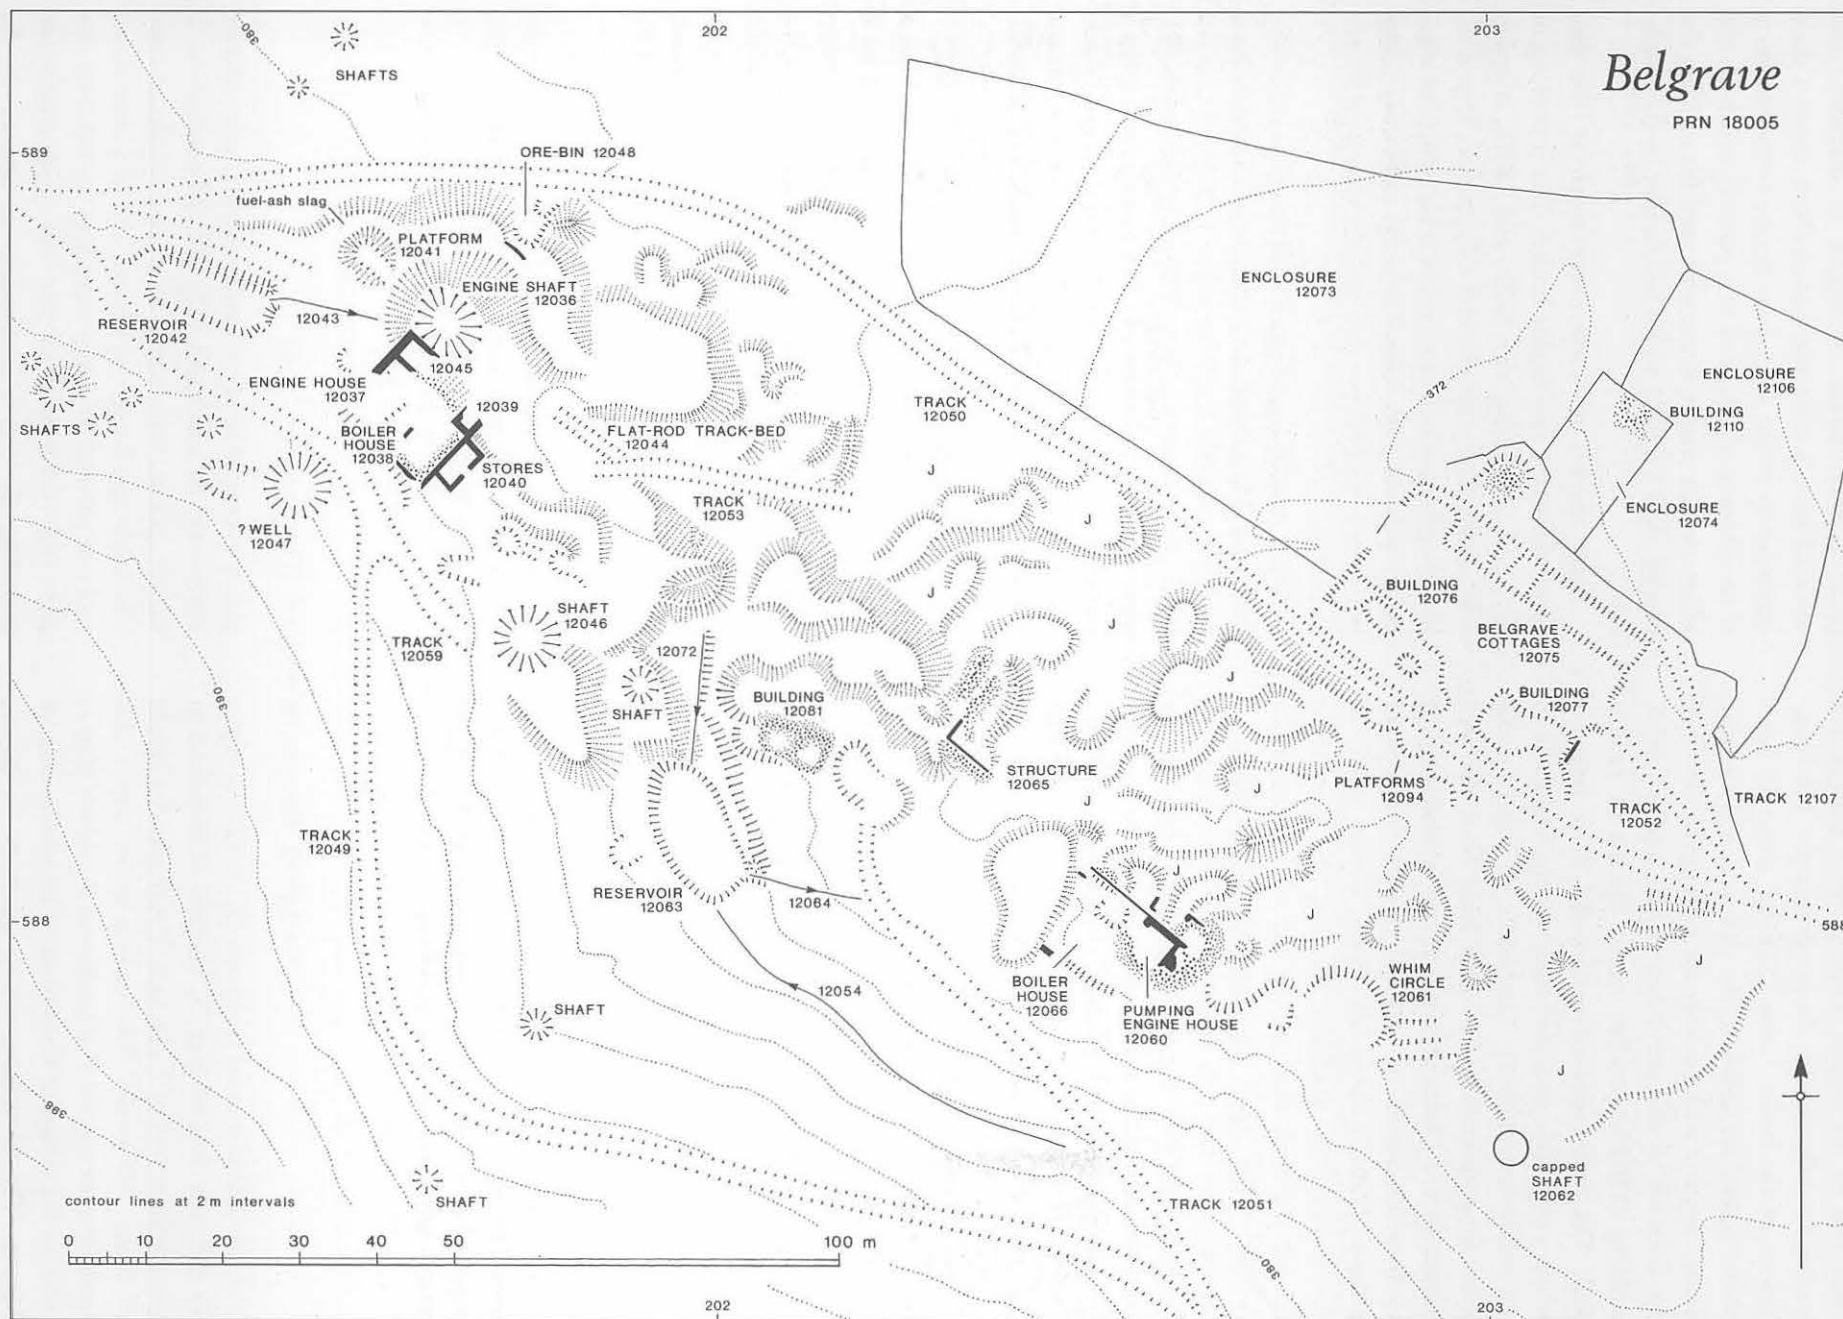 202
203
Belgrave
PRN 18005
380
SHAFTS
589
ORE-BIN 12048
fuel-ash slag
PLATFORM
12041
ENGINE SHAFT
12036
12043
RESERVOIR
12042
12045
ENGINE HOUSE
12037
12039
SHAFTS
BOILER
HOUSE
12038
STORES
12040
FLAT-ROD TRACK-BED
12044
TRACK
12050
ENCLOSURE
12073
372
ENCLOSURE
12106
BUILDING
12110
ENCLOSURE
12074
J
J
TRACK
12053
? WELL
12047
J
J
BUILDING
12076
SHAFT
12046
BELGRAVE
COTTAGES
12075
TRACK
12059
12072
J
390
SHAFT
BUILDING
12081
BUILDING
12077
STRUCTURE
12065
PLATFORMS
12094
J
J
TRACK
12052
TRACK 12107
TRACK
12049
J
RESERVOIR
12063
12064
J
588
588
J
J
BOILER
HOUSE
12066
12054
WHIM
CIRCLE
12061
SHAFT
PUMPING
ENGINE HOUSE
12060
J
398
capped
SHAFT
12062
SHAFT
TRACK 12051
contour lines at 2 m intervals
0 10 20 30 40 50 100 m
380
202
203